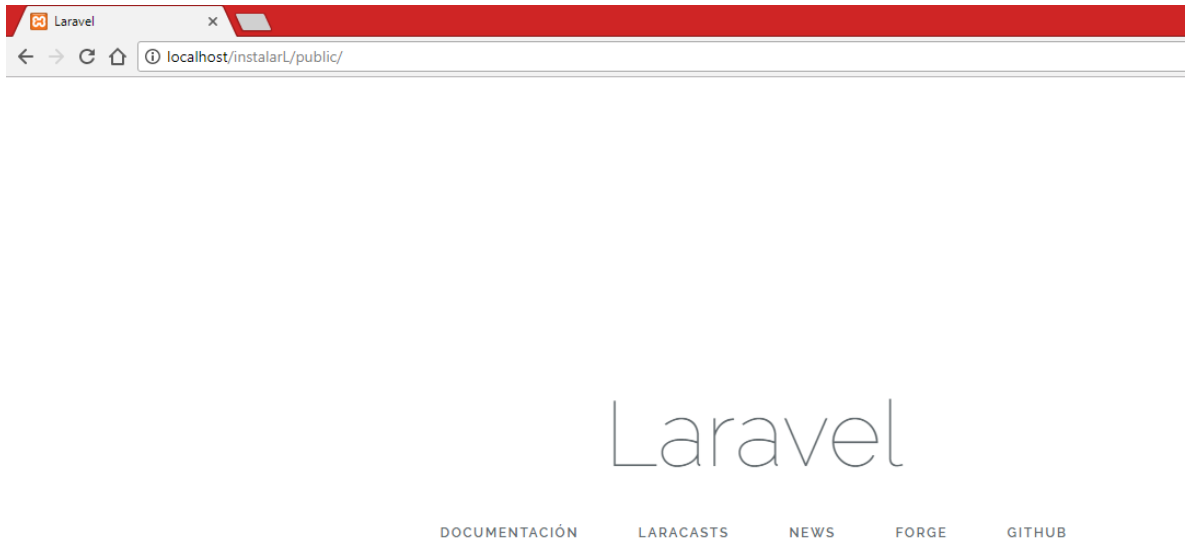 Laravel
localhost/instalarL/public/
Laravel
DOCUMENTACIÓN LARACASTS NEWS FORGE GITHUB